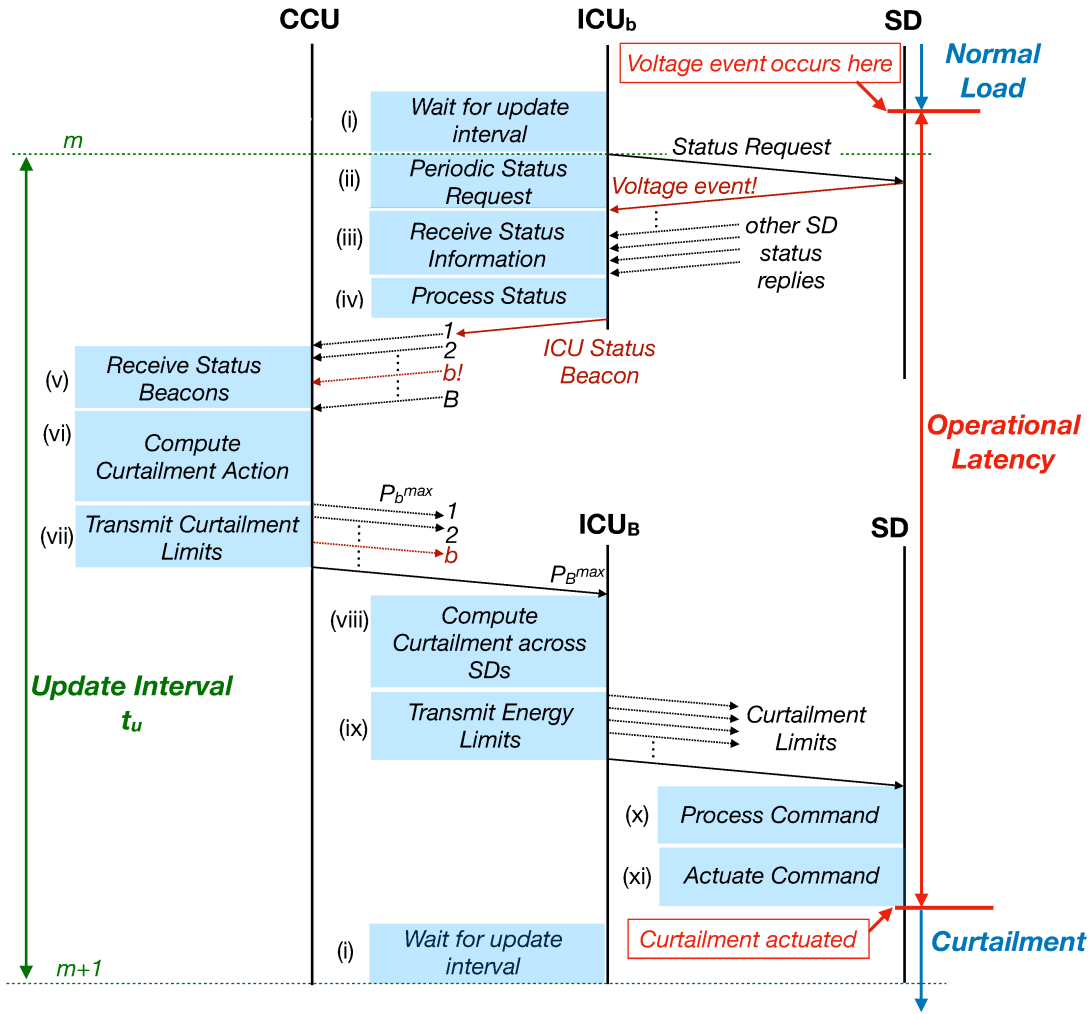 CCU
ICUb
SD
Voltage event occurs here
Normal
Load
(i)
Wait for update
interval
m
Status Request
(ii)
Periodic Status
Request
Voltage event!
(iii)
Receive Status
Information
other SD
status
replies
(iv)
Process Status
1
2
b!
B
ICU Status
Beacon
(v)
Receive Status
Beacons
(vi)
Compute
Curtailment Action
Operational
Latency
(vii)
Transmit Curtailment
Limits
Pbmax
1
2
b
ICUB
SD
PBmax
(viii)
Compute
Curtailment across
SDs
Update Interval
tu
(ix)
Transmit Energy
Limits
Curtailment
Limits
(x)
Process Command
(xi)
Actuate Command
(i)
Wait for update
interval
Curtailment actuated
Curtailment
m+1